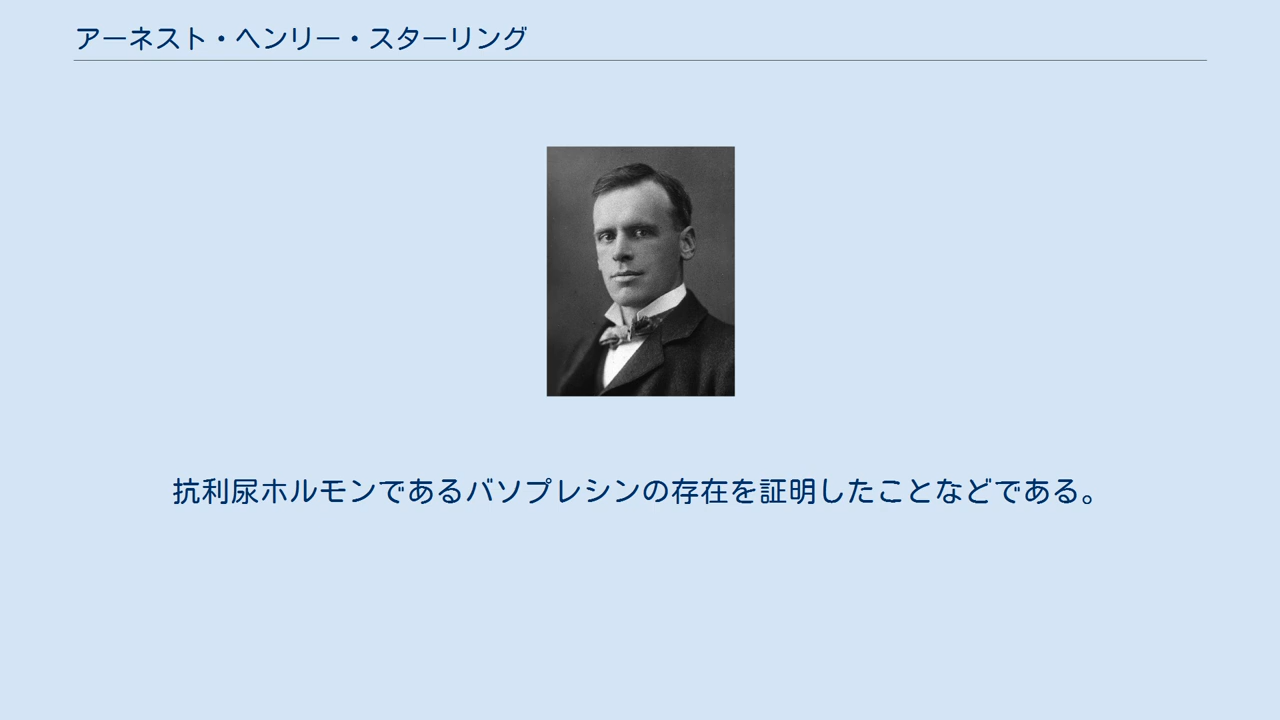 アーネスト・ヘンリー・スターリング
抗利尿ホルモンであるバソプレシンの存在を証明したことなどである。